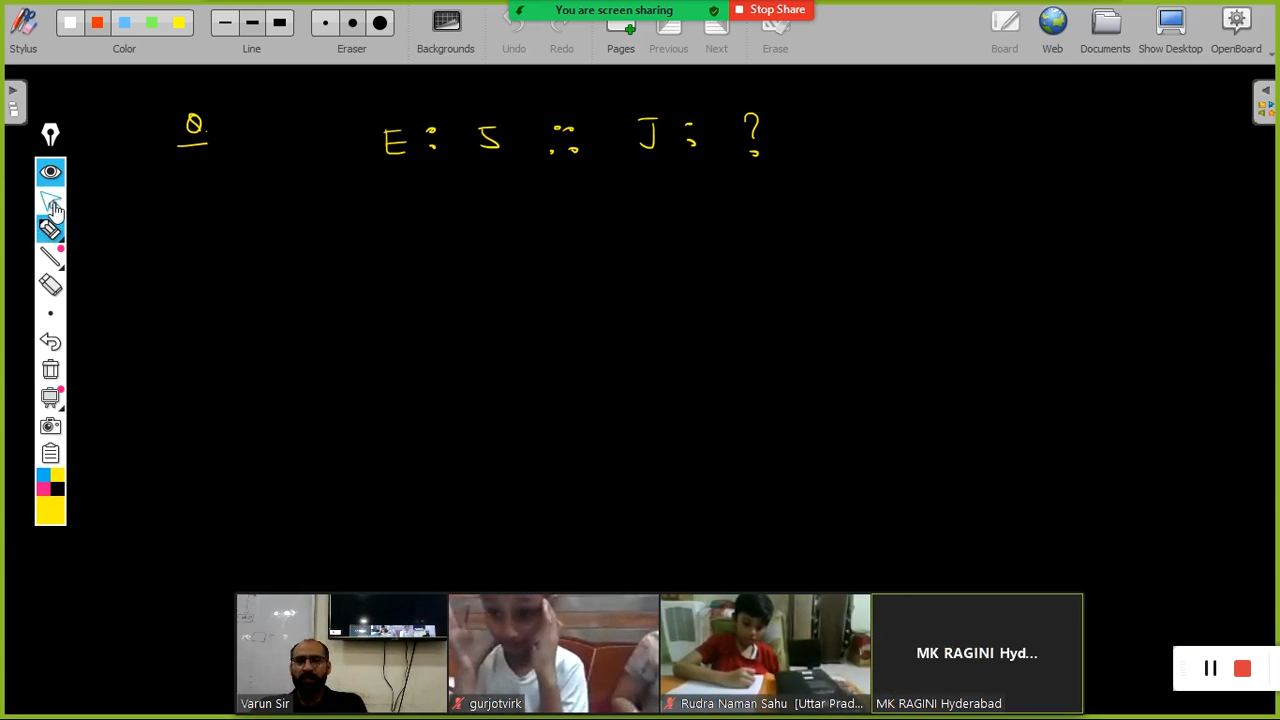 You are screen sharing Stop Share
Stylus Color Line Eraser Backgrounds Undo Redo Pages Previous Next Erase Board Web Documents Show Desktop OpenBoard
Q. E : S :: J : ?
Varun Sir gurjotvirk Rudra Naman Sahu [Uttar Prad... MK RAGINI Hyderabad
MK RAGINI Hyd...